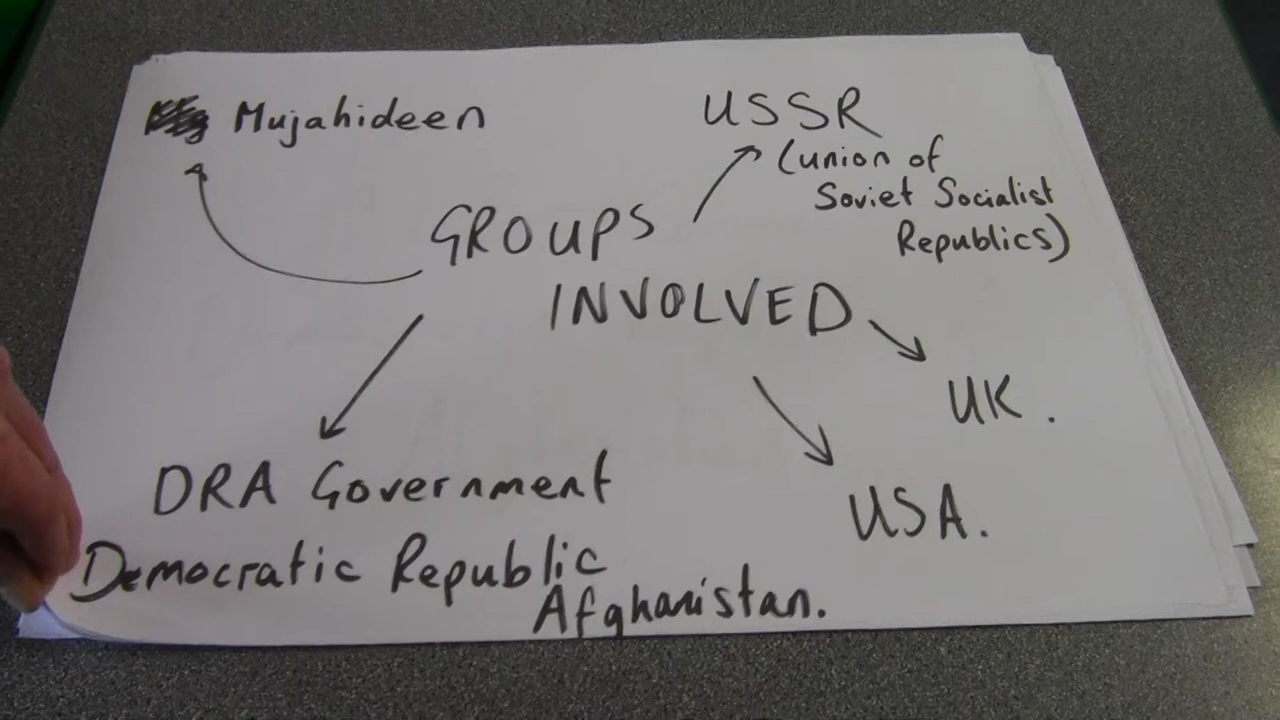 Mujahideen
USSR
(union of
Soviet Socialist
Republics)
GROUPS
INVOLVED
UK.
USA.
DRA Government
Democratic Republic
Afghanistan.